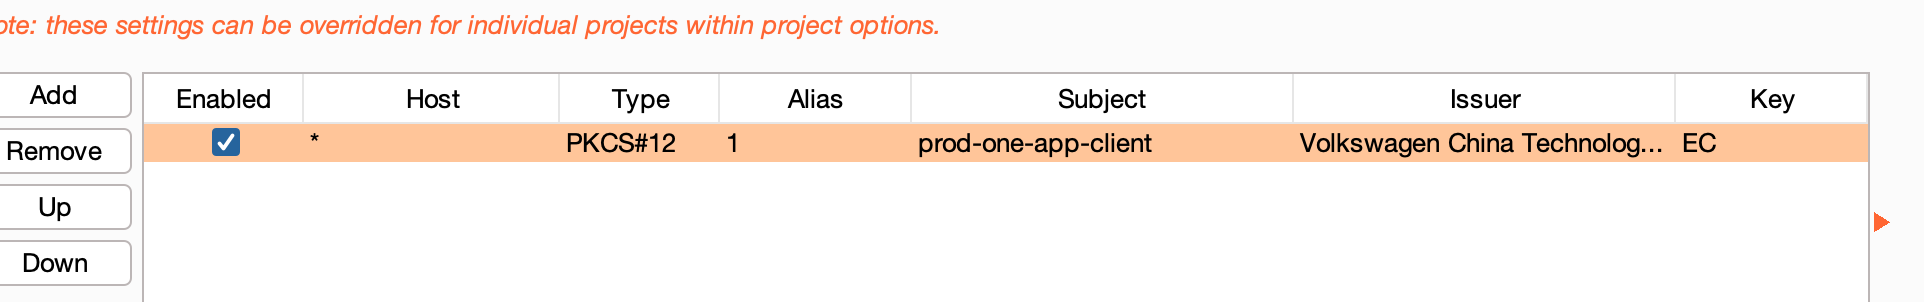 ote: these settings can be overridden for individual projects within project options.
Add
Remove
Up
Down
Enabled Host Type Alias Subject Issuer Key
* PKCS#12 1 prod-one-app-client Volkswagen China Technolog... EC